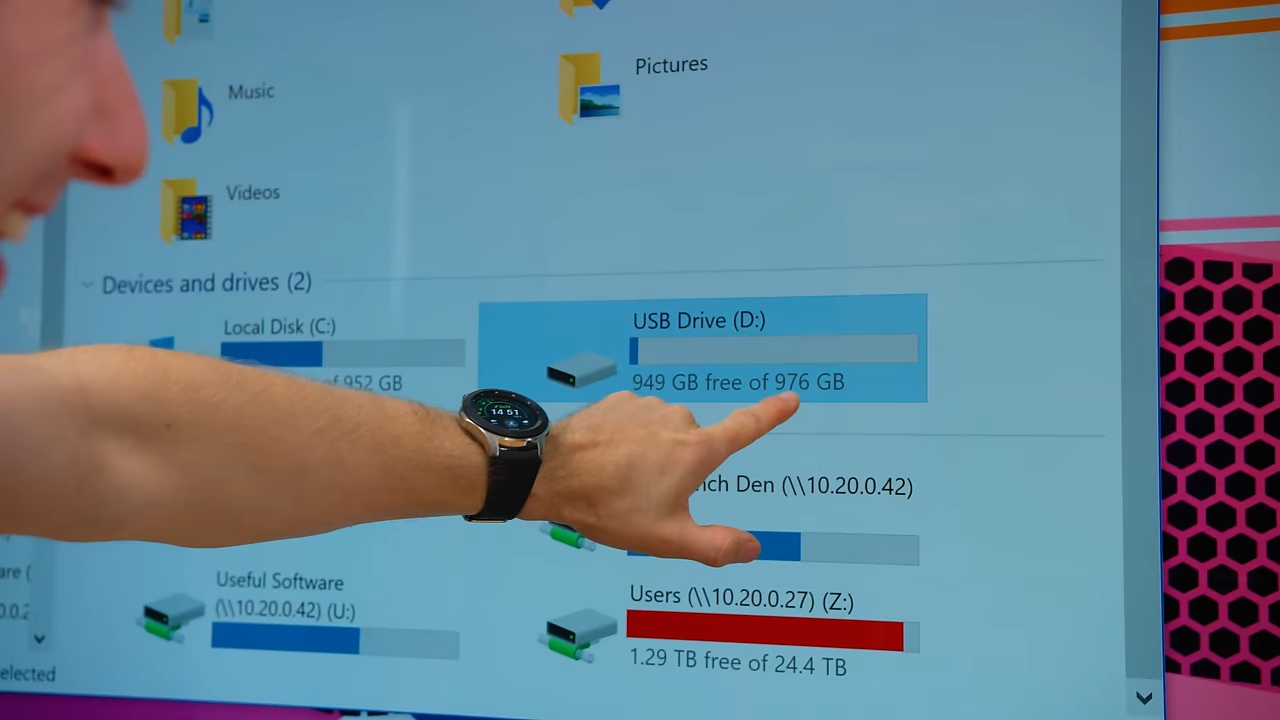 Pictures
Music
Videos
Devices and drives (2)
Local Disk (C:)
of 952 GB
USB Drive (D:)
949 GB free of 976 GB
14 51
Den (\\10.20.0.42)
Useful Software
(\\10.20.0.42) (U:)
Users (\\10.20.0.27) (Z:)
1.29 TB free of 24.4 TB